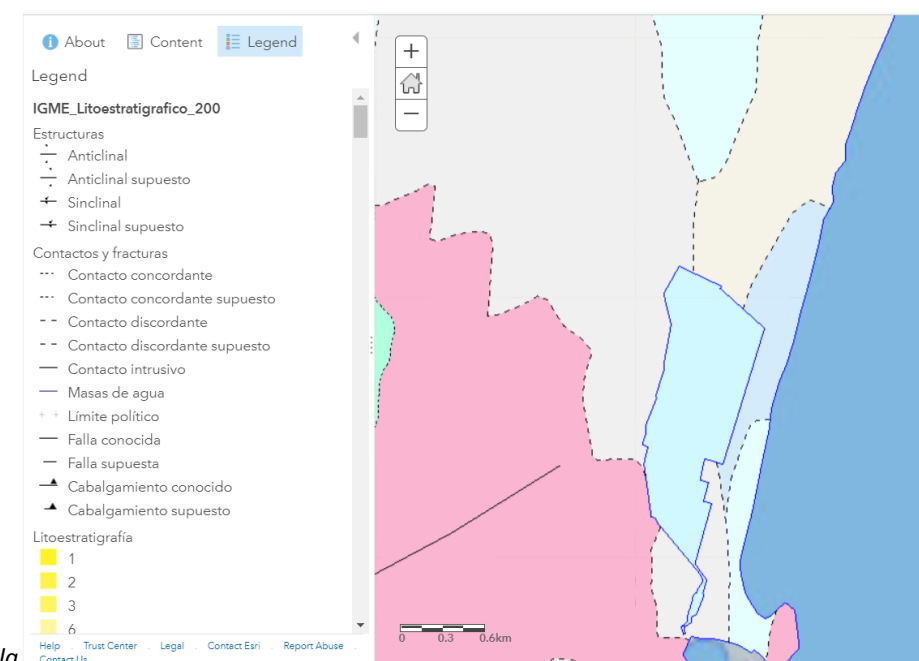 About Content Legend
Legend
IGME_Litoestratigrafico_200
Estructuras
Anticlinal
Anticlinal supuesto
Sinclinal
Sinclinal supuesto
Contactos y fracturas
Contacto concordante
Contacto concordante supuesto
Contacto discordante
Contacto discordante supuesto
Contacto intrusivo
Masas de agua
Límite político
Falla conocida
Falla supuesta
Cabalgamiento conocido
Cabalgamiento supuesto
Litoestratigrafía
1
2
3
6
0 0.3 0.6km
Help . Trust Center . Legal . Contact Esri . Report Abuse .
Contact Us
la